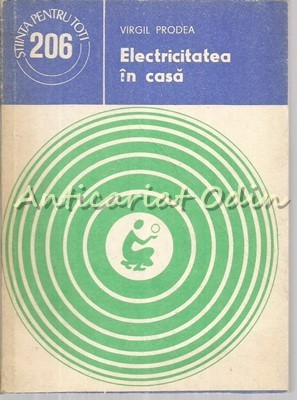 ȘTIINȚA PENTRU TOȚI
206
VIRGIL PRODEA
Electricitatea
în casă
Anticariat Odin